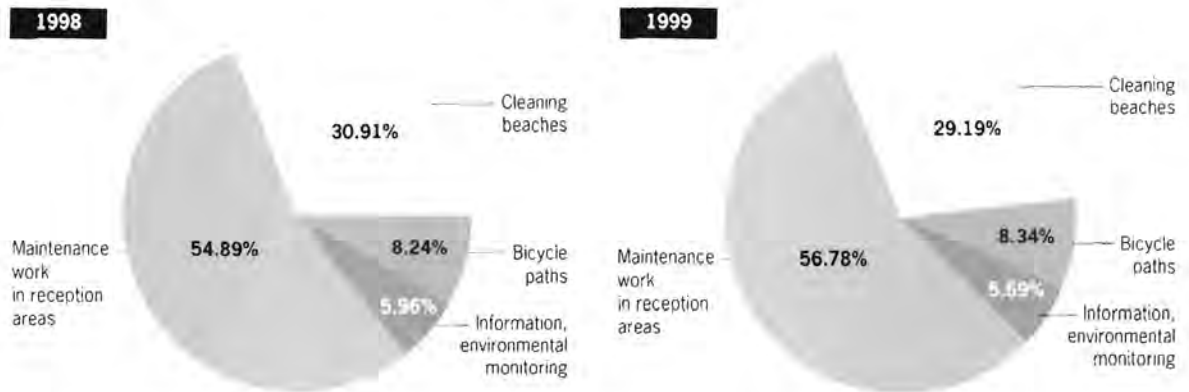 1998
Cleaning
beaches
30.91%
Maintenance
work
in reception
areas
54.89%
8.24%
Bicycle
paths
5.96%
Information,
environmental
monitoring
1999
Cleaning
beaches
29.19%
Maintenance
work
in reception
areas
56.78%
8.34%
Bicycle
paths
5.69%
Information,
environmental
monitoring